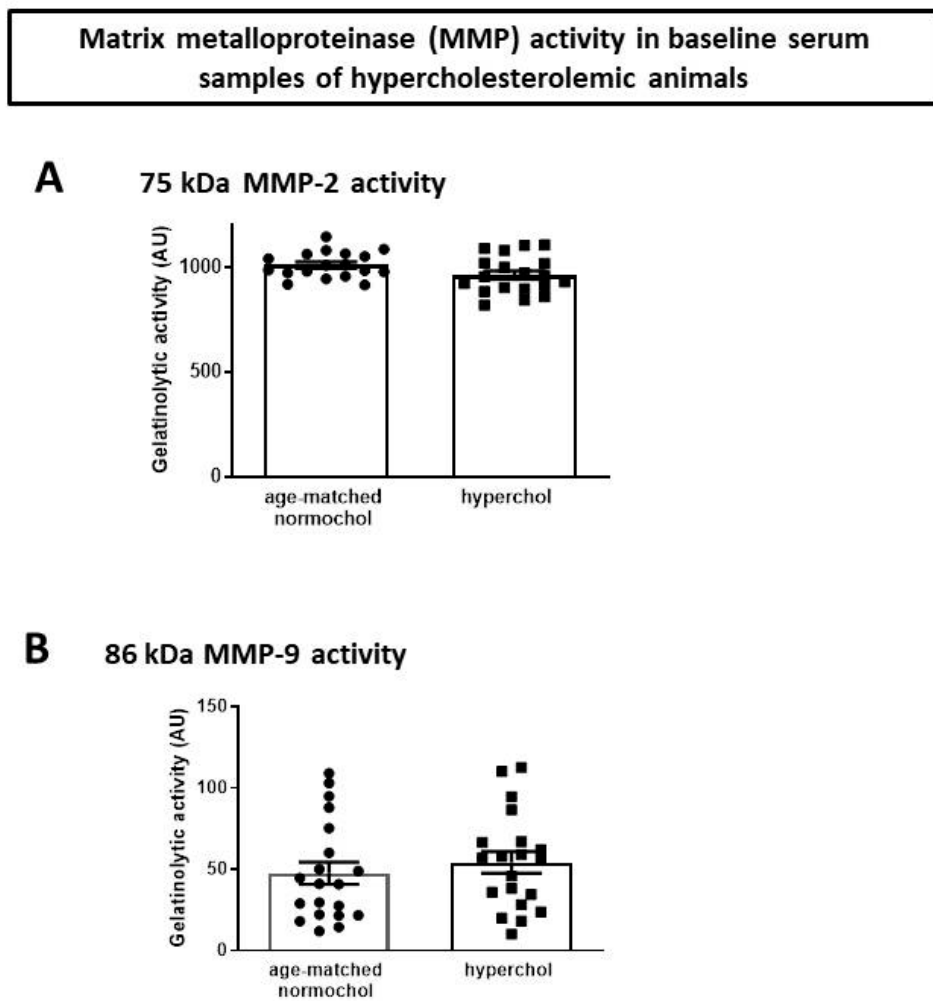 Matrix metalloproteinase (MMP) activity in baseline serum
samples of hypercholesterolemic animals
A
75 kDa MMP-2 activity
Gelatinolytic activity (AU)
1000
500
0
age-matched
normochol
hyperchol
B
86 kDa MMP-9 activity
Gelatinolytic activity (AU)
150
100
50
0
age-matched
normochol
hyperchol